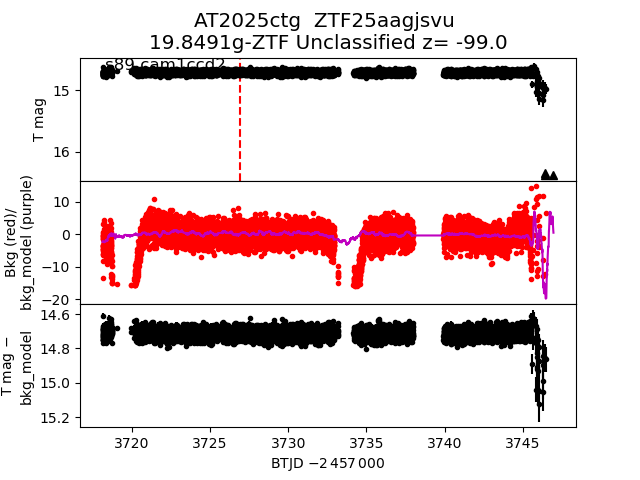 AT2025ctg  ZTF25aagjsvu
19.8491g-ZTF Unclassified z= -99.0
s89 cam1ccd2
15
16
T mag
10
0
−10
−20
Bkg (red)/
bkg_model (purple)
14.6
14.8
15.0
15.2
T mag −
bkg_model
3720 3725 3730 3735 3740 3745
BTJD −2 457 000